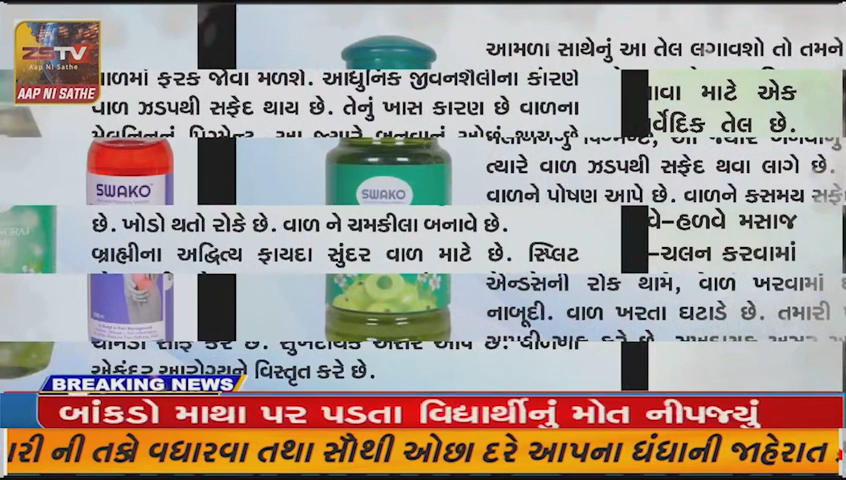 ZSTV
Aap Ni Sathe
AAP NI SATHE
આમળા સાથેનું આ તેલ લગાવશો તો તમને
વાળમાં ફરક જોવા મળશે. આધુનિક જીવનશૈલીના કારણે
વાળ ઝડપથી સફેદ થાય છે. તેનું ખાસ કારણ છે વાળના
માટે એક
તેલ છે.
ત્યારે વાળ ઝડપથી સફેદ થવા લાગે છે.
વાળને પોષણ આપે છે. વાળને કસમય
SWAKO
SWAKO
છે. ખોડો થતો રોકે છે. વાળ ને ચમકીલા બનાવે છે.
બ્રાહ્મીના અદ્વિત્ય ફાયદા સુંદર વાળ માટે છે. સ્પ્લિટ
વે-હળવે મસાજ
-ચલન કરવામાં
એન્ડસની રોક થામે, વાળ ખરવામાં
નાબૂદી. વાળ ખરતા ઘટાડે છે. તમારી
એકંદર આરોગ્યને વિસ્તૃત કરે છે.
BREAKING NEWS
બાંકડો માથા પર પડતા વિદ્યાર્થીનું મોત નીપજ્યું
ની તકો વધારવા તથા સૌથી ઓછા દરે આપના ધંધાની જાહેરાત